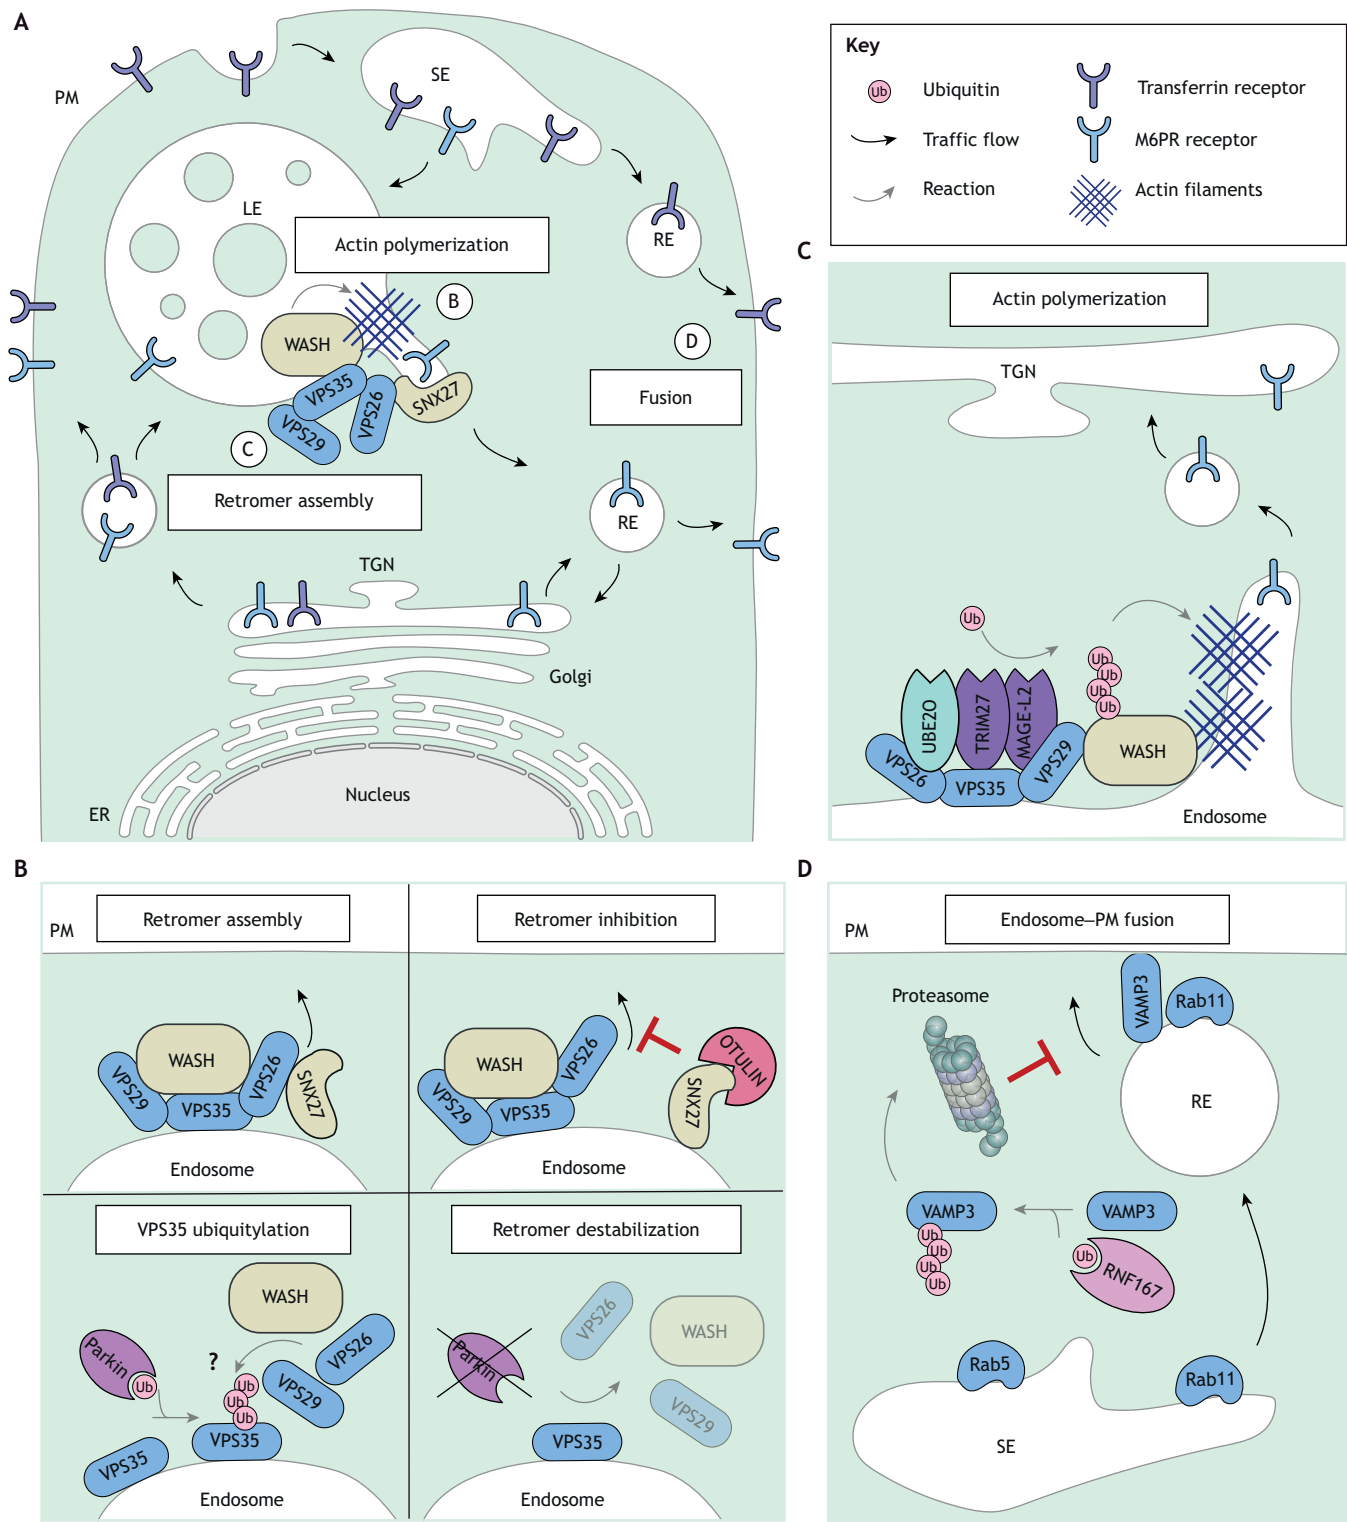 A
PM
SE
LE
Actin polymerization
B
RE
WASH
VPS35
VPS26
VPS29
SNX27
C
D
Fusion
Retromer assembly
RE
TGN
Golgi
ER
Nucleus
Key
Ub
Ubiquitin
Transferrin receptor
Traffic flow
M6PR receptor
Reaction
Actin filaments
C
Actin polymerization
TGN
Ub
Ub
Ub
Ub
Ub
UBE2O
TRIM27
MAGE-L2
VPS26
VPS35
VPS29
WASH
Endosome
B
PM
Retromer assembly
WASH
VPS29
VPS35
VPS26
SNX27
Endosome
Retromer inhibition
WASH
VPS29
VPS35
VPS26
OTULIN
SNX27
Endosome
VPS35 ubiquitylation
WASH
Parkin
Ub
?
Ub
Ub
Ub
VPS26
VPS29
VPS35
VPS35
Endosome
Retromer destabilization
Parkin
VPS26
WASH
VPS29
VPS35
Endosome
D
PM
Endosome–PM fusion
Proteasome
VAMP3
Rab11
RE
VAMP3
VAMP3
Ub
Ub
Ub
Ub
Ub
RNF167
Rab5
Rab11
SE